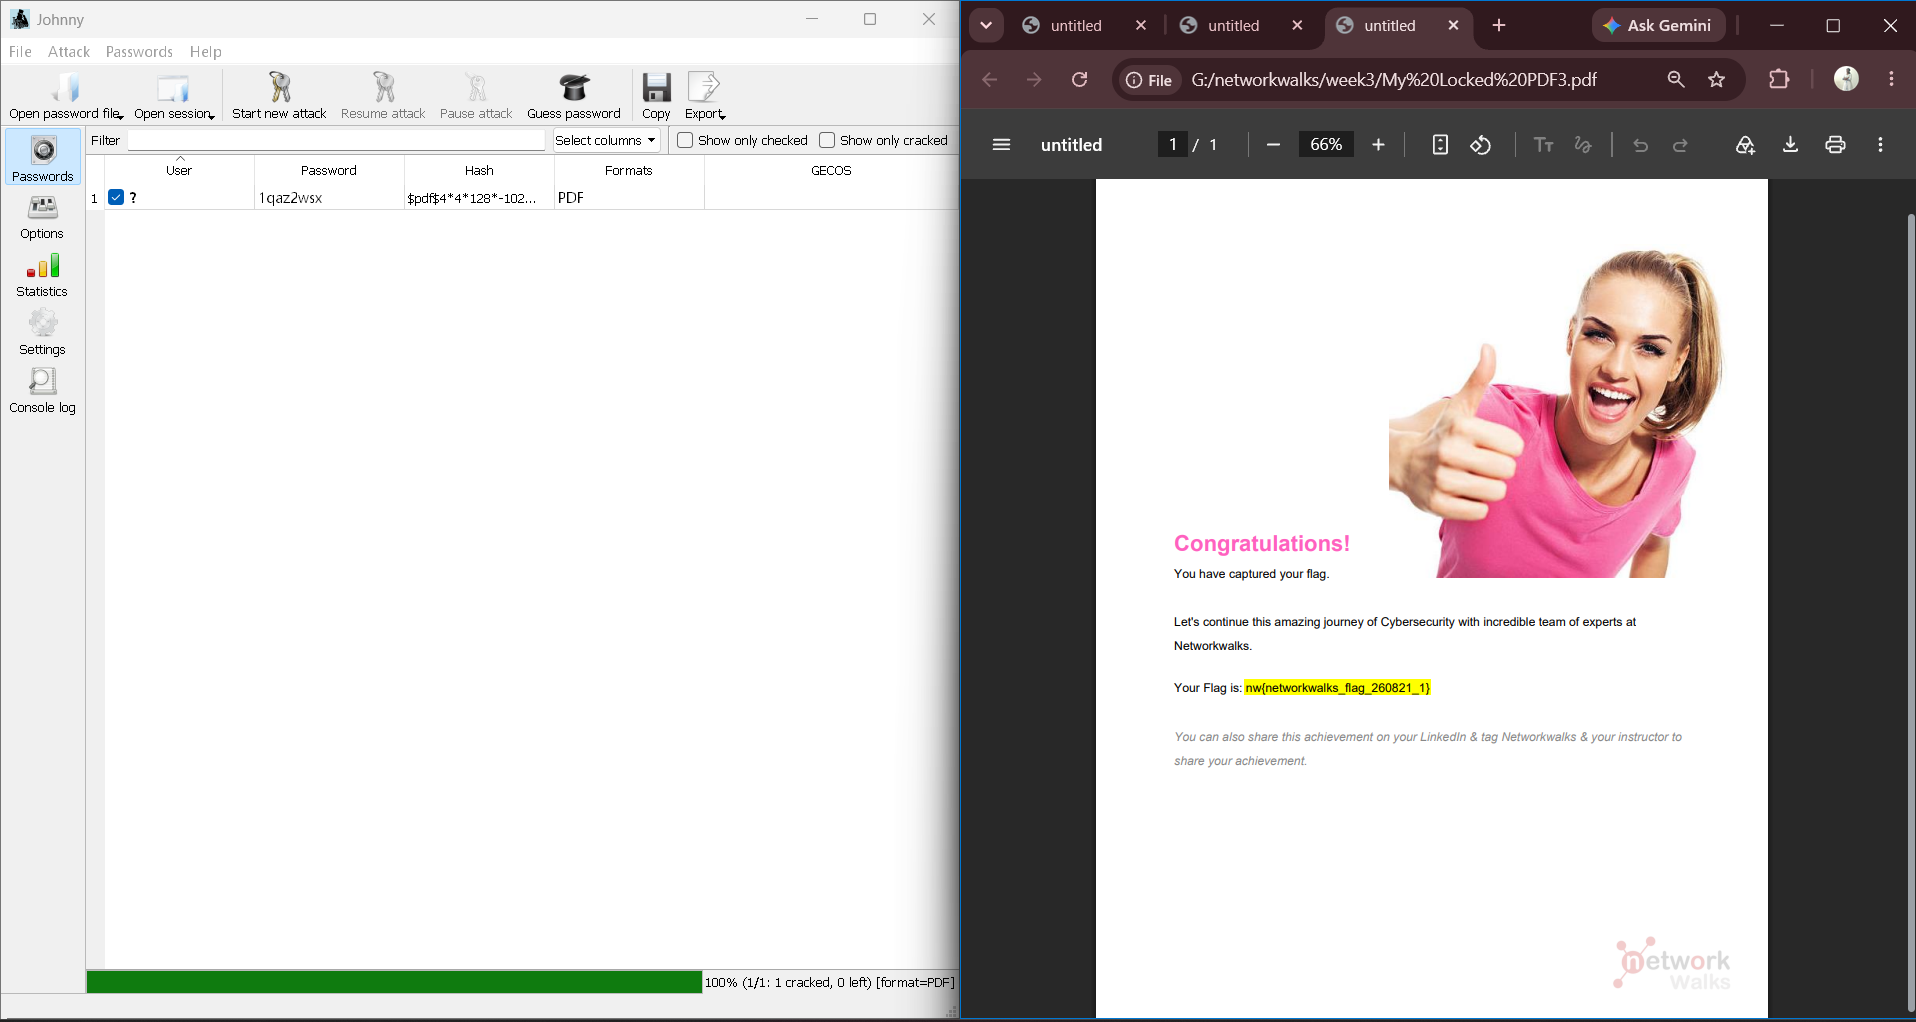 Johnny
File Attack Passwords Help
Open password file Open session Start new attack Resume attack Pause attack Guess password Copy Export
Filter Select columns Show only checked Show only cracked
Passwords
Options
Statistics
Settings
Console log
User Password Hash Formats GECOS
1 ? 1qaz2wsx $pdf$4*4*128*-102... PDF
100% (1/1: 1 cracked, 0 left) [format=PDF]
untitled untitled untitled Ask Gemini
File G:/networkwalks/week3/My%20Locked%20PDF3.pdf
untitled 1 / 1 66%
Congratulations!
You have captured your flag.
Let's continue this amazing journey of Cybersecurity with incredible team of experts at
Networkwalks.
Your Flag is: nw{networkwalks_flag_260821_1}
You can also share this achievement on your LinkedIn & tag Networkwalks & your instructor to
share your achievement.
network
Walks